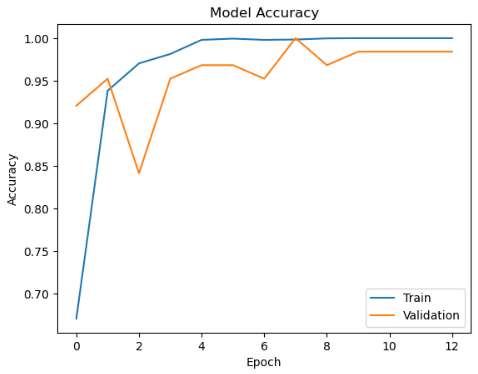 Model Accuracy
1.00
0.95
0.90
0.85
0.80
0.75
0.70
Accuracy
Train
Validation
0 2 4 6 8 10 12
Epoch